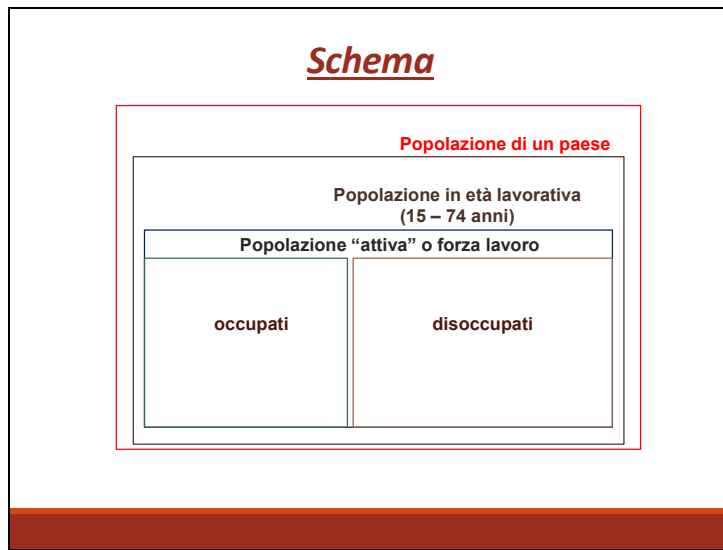 Schema
Popolazione di un paese
Popolazione in età lavorativa
(15 – 74 anni)
Popolazione “attiva” o forza lavoro
occupati
disoccupati